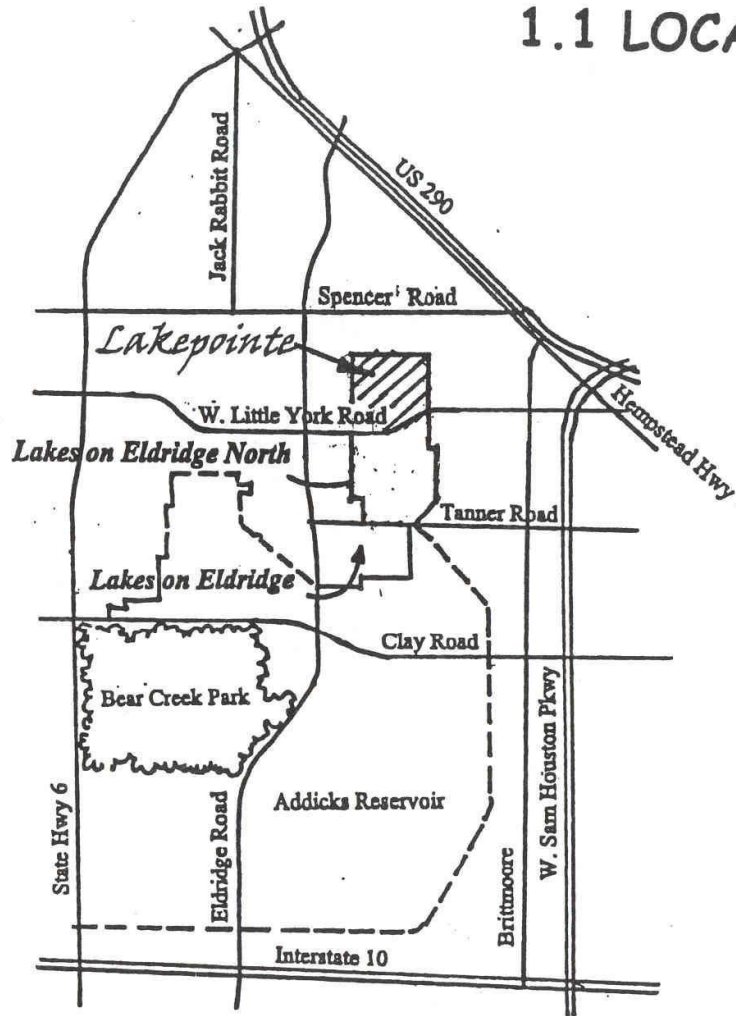 1.1 LOCA
US 290
Jack Rabbit Road
Spencer Road
Lakepointe
W. Little York Road
Hempstead Hwy
Lakes on Eldridge North
Tanner Road
Lakes on Eldridge
Clay Road
Bear Creek Park
W. Sam Houston Pkwy
Addicks Reservoir
State Hwy 6
Eldridge Road
Brittmoore
Interstate 10